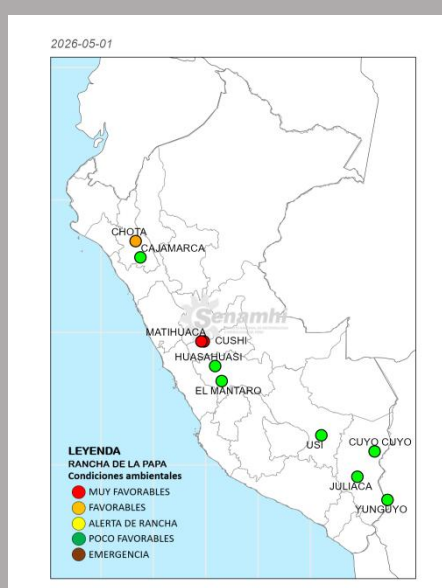 2026-05-01
CHOTA
CAJAMARCA
Senamhi
MATIHUACA
CUSHI
HUASAHUASI
EL MANTARO
USI
CUYO CUYO
JULIACA
YUNGUYO
LEYENDA
RANCHA DE LA PAPA
Condiciones ambientales
MUY FAVORABLES
FAVORABLES
ALERTA DE RANCHA
POCO FAVORABLES
EMERGENCIA